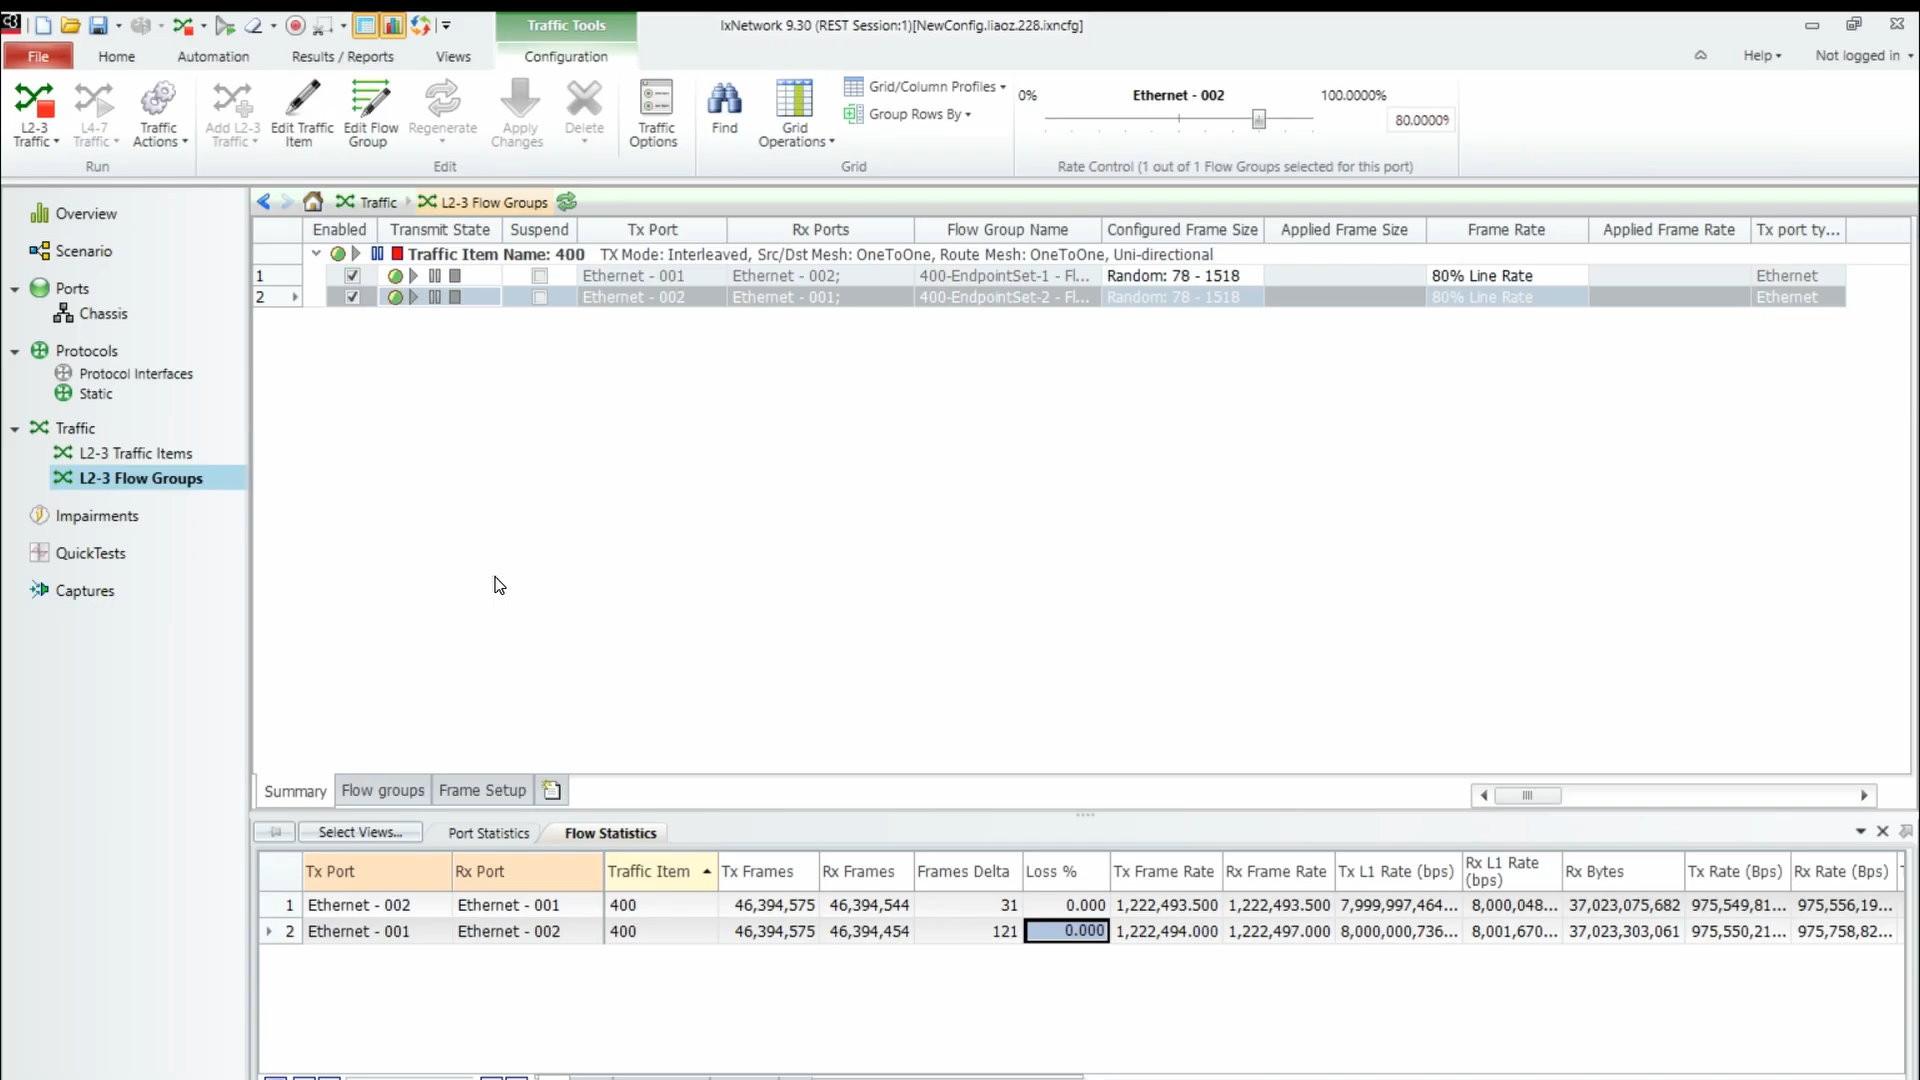 Traffic Tools
IxNetwork 9.30 (REST Session:1)[NewConfig.liaoz.228.ixncfg]
File Home Automation Results / Reports Views Configuration Help Not logged in
L2-3 Traffic
L4-7 Traffic
Traffic Actions
Add L2-3 Traffic
Edit Traffic Item
Edit Flow Group
Regenerate
Apply Changes
Delete
Traffic Options
Find
Grid Operations
Grid/Column Profiles
Group Rows By
0% Ethernet - 002 100.0000%
80.00009
Run Edit Grid Rate Control (1 out of 1 Flow Groups selected for this port)
Overview
Scenario
Ports
Chassis
Protocols
Protocol Interfaces
Static
Traffic
L2-3 Traffic Items
L2-3 Flow Groups
Impairments
QuickTests
Captures
Traffic L2-3 Flow Groups
Enabled Transmit State Suspend Tx Port Rx Ports Flow Group Name Configured Frame Size Applied Frame Size Frame Rate Applied Frame Rate Tx port ty...
Traffic Item Name: 400 TX Mode: Interleaved, Src/Dst Mesh: OneToOne, Route Mesh: OneToOne, Uni-directional
1 Ethernet - 001 Ethernet - 002; 400-EndpointSet-1 - Fl... Random: 78 - 1518 80% Line Rate Ethernet
2 Ethernet - 002 Ethernet - 001; 400-EndpointSet-2 - Fl... Random: 78 - 1518 80% Line Rate Ethernet
Summary Flow groups Frame Setup
Select Views... Port Statistics Flow Statistics
Tx Port Rx Port Traffic Item Tx Frames Rx Frames Frames Delta Loss % Tx Frame Rate Rx Frame Rate Tx L1 Rate (bps) Rx L1 Rate (bps) Rx Bytes Tx Rate (Bps) Rx Rate (Bps)
1 Ethernet - 002 Ethernet - 001 400 46,394,575 46,394,544 31 0.000 1,222,493.500 1,222,493.500 7,999,997,464... 8,000,048... 37,023,075,682 975,549,81... 975,556,19...
2 Ethernet - 001 Ethernet - 002 400 46,394,575 46,394,454 121 0.000 1,222,494.000 1,222,497.000 8,000,000,736... 8,001,670... 37,023,303,061 975,550,21... 975,758,82...